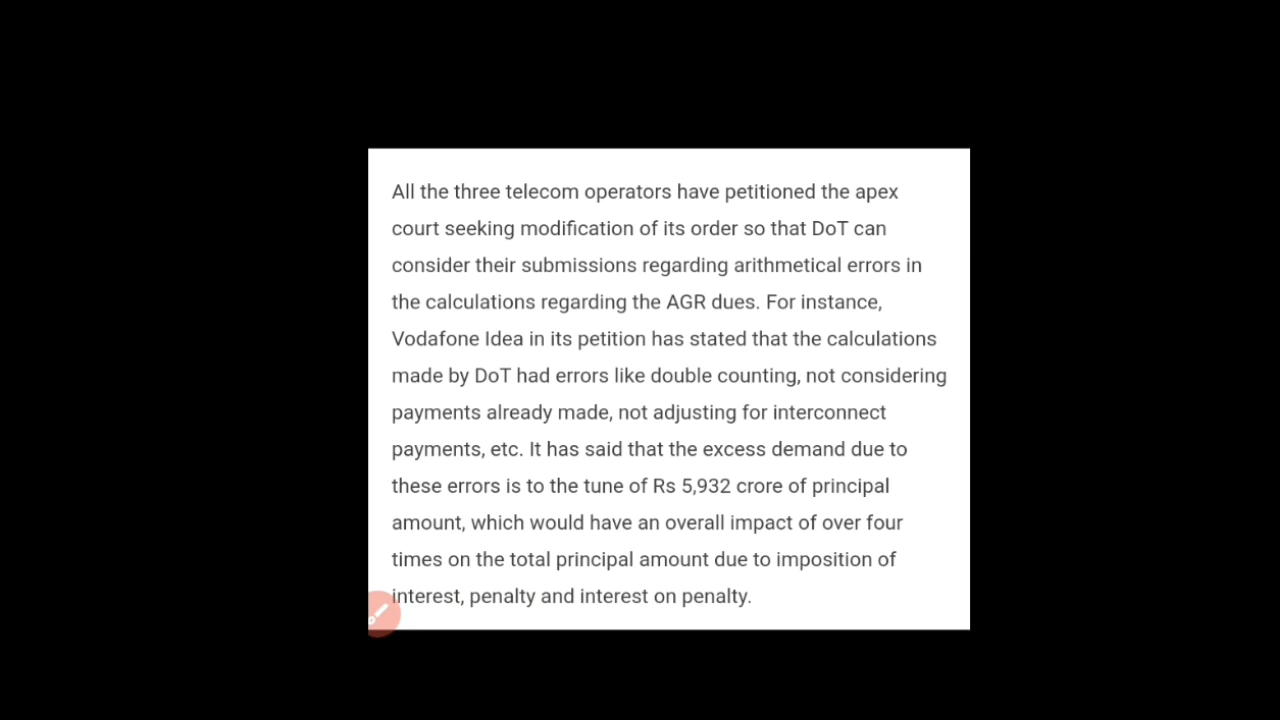 All the three telecom operators have petitioned the apex
court seeking modification of its order so that DoT can
consider their submissions regarding arithmetical errors in
the calculations regarding the AGR dues. For instance,
Vodafone Idea in its petition has stated that the calculations
made by DoT had errors like double counting, not considering
payments already made, not adjusting for interconnect
payments, etc. It has said that the excess demand due to
these errors is to the tune of Rs 5,932 crore of principal
amount, which would have an overall impact of over four
times on the total principal amount due to imposition of
interest, penalty and interest on penalty.